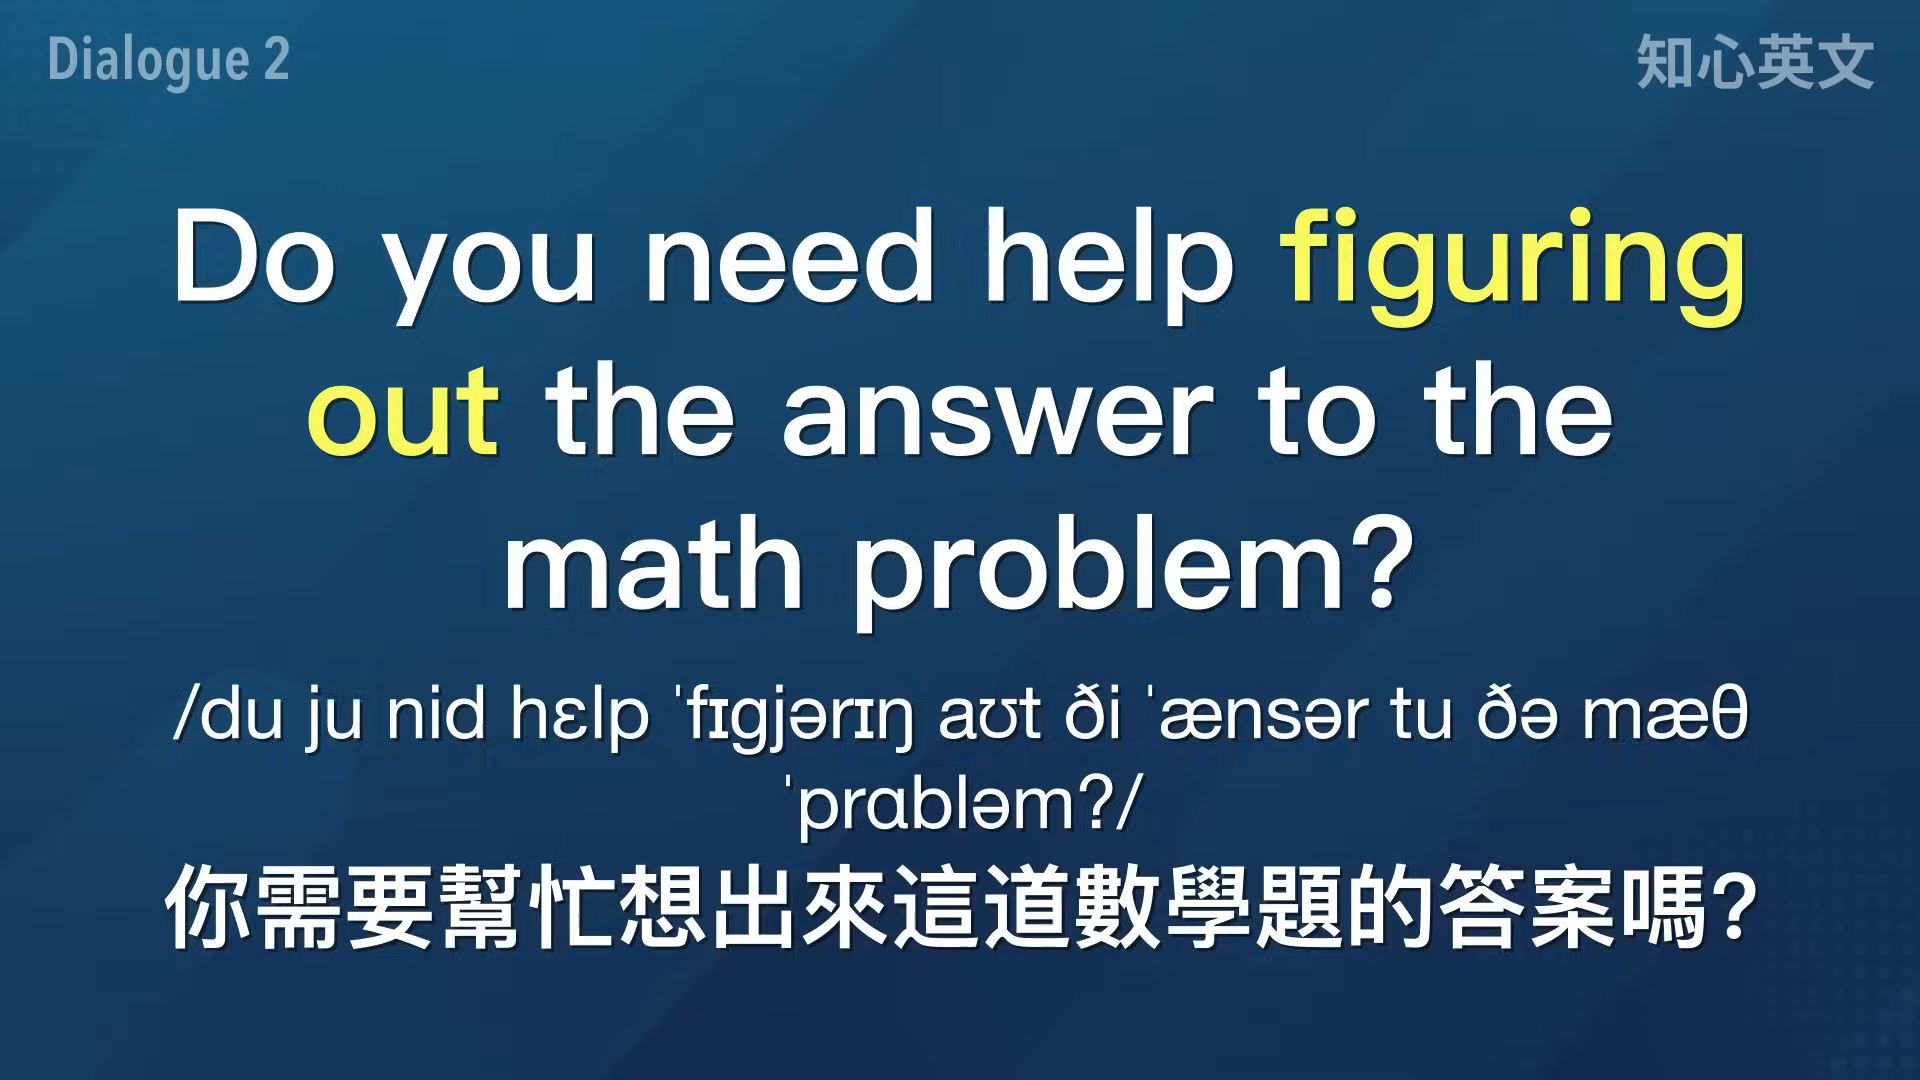 Dialogue 2
知心英文
Do you need help figuring
out the answer to the
math problem?
/du ju nid hɛlp ˈfɪgjərɪŋ aʊt ði ˈænsər tu ðə mæθ
ˈprɑbləm?/
你需要幫忙想出來這道數學題的答案嗎?